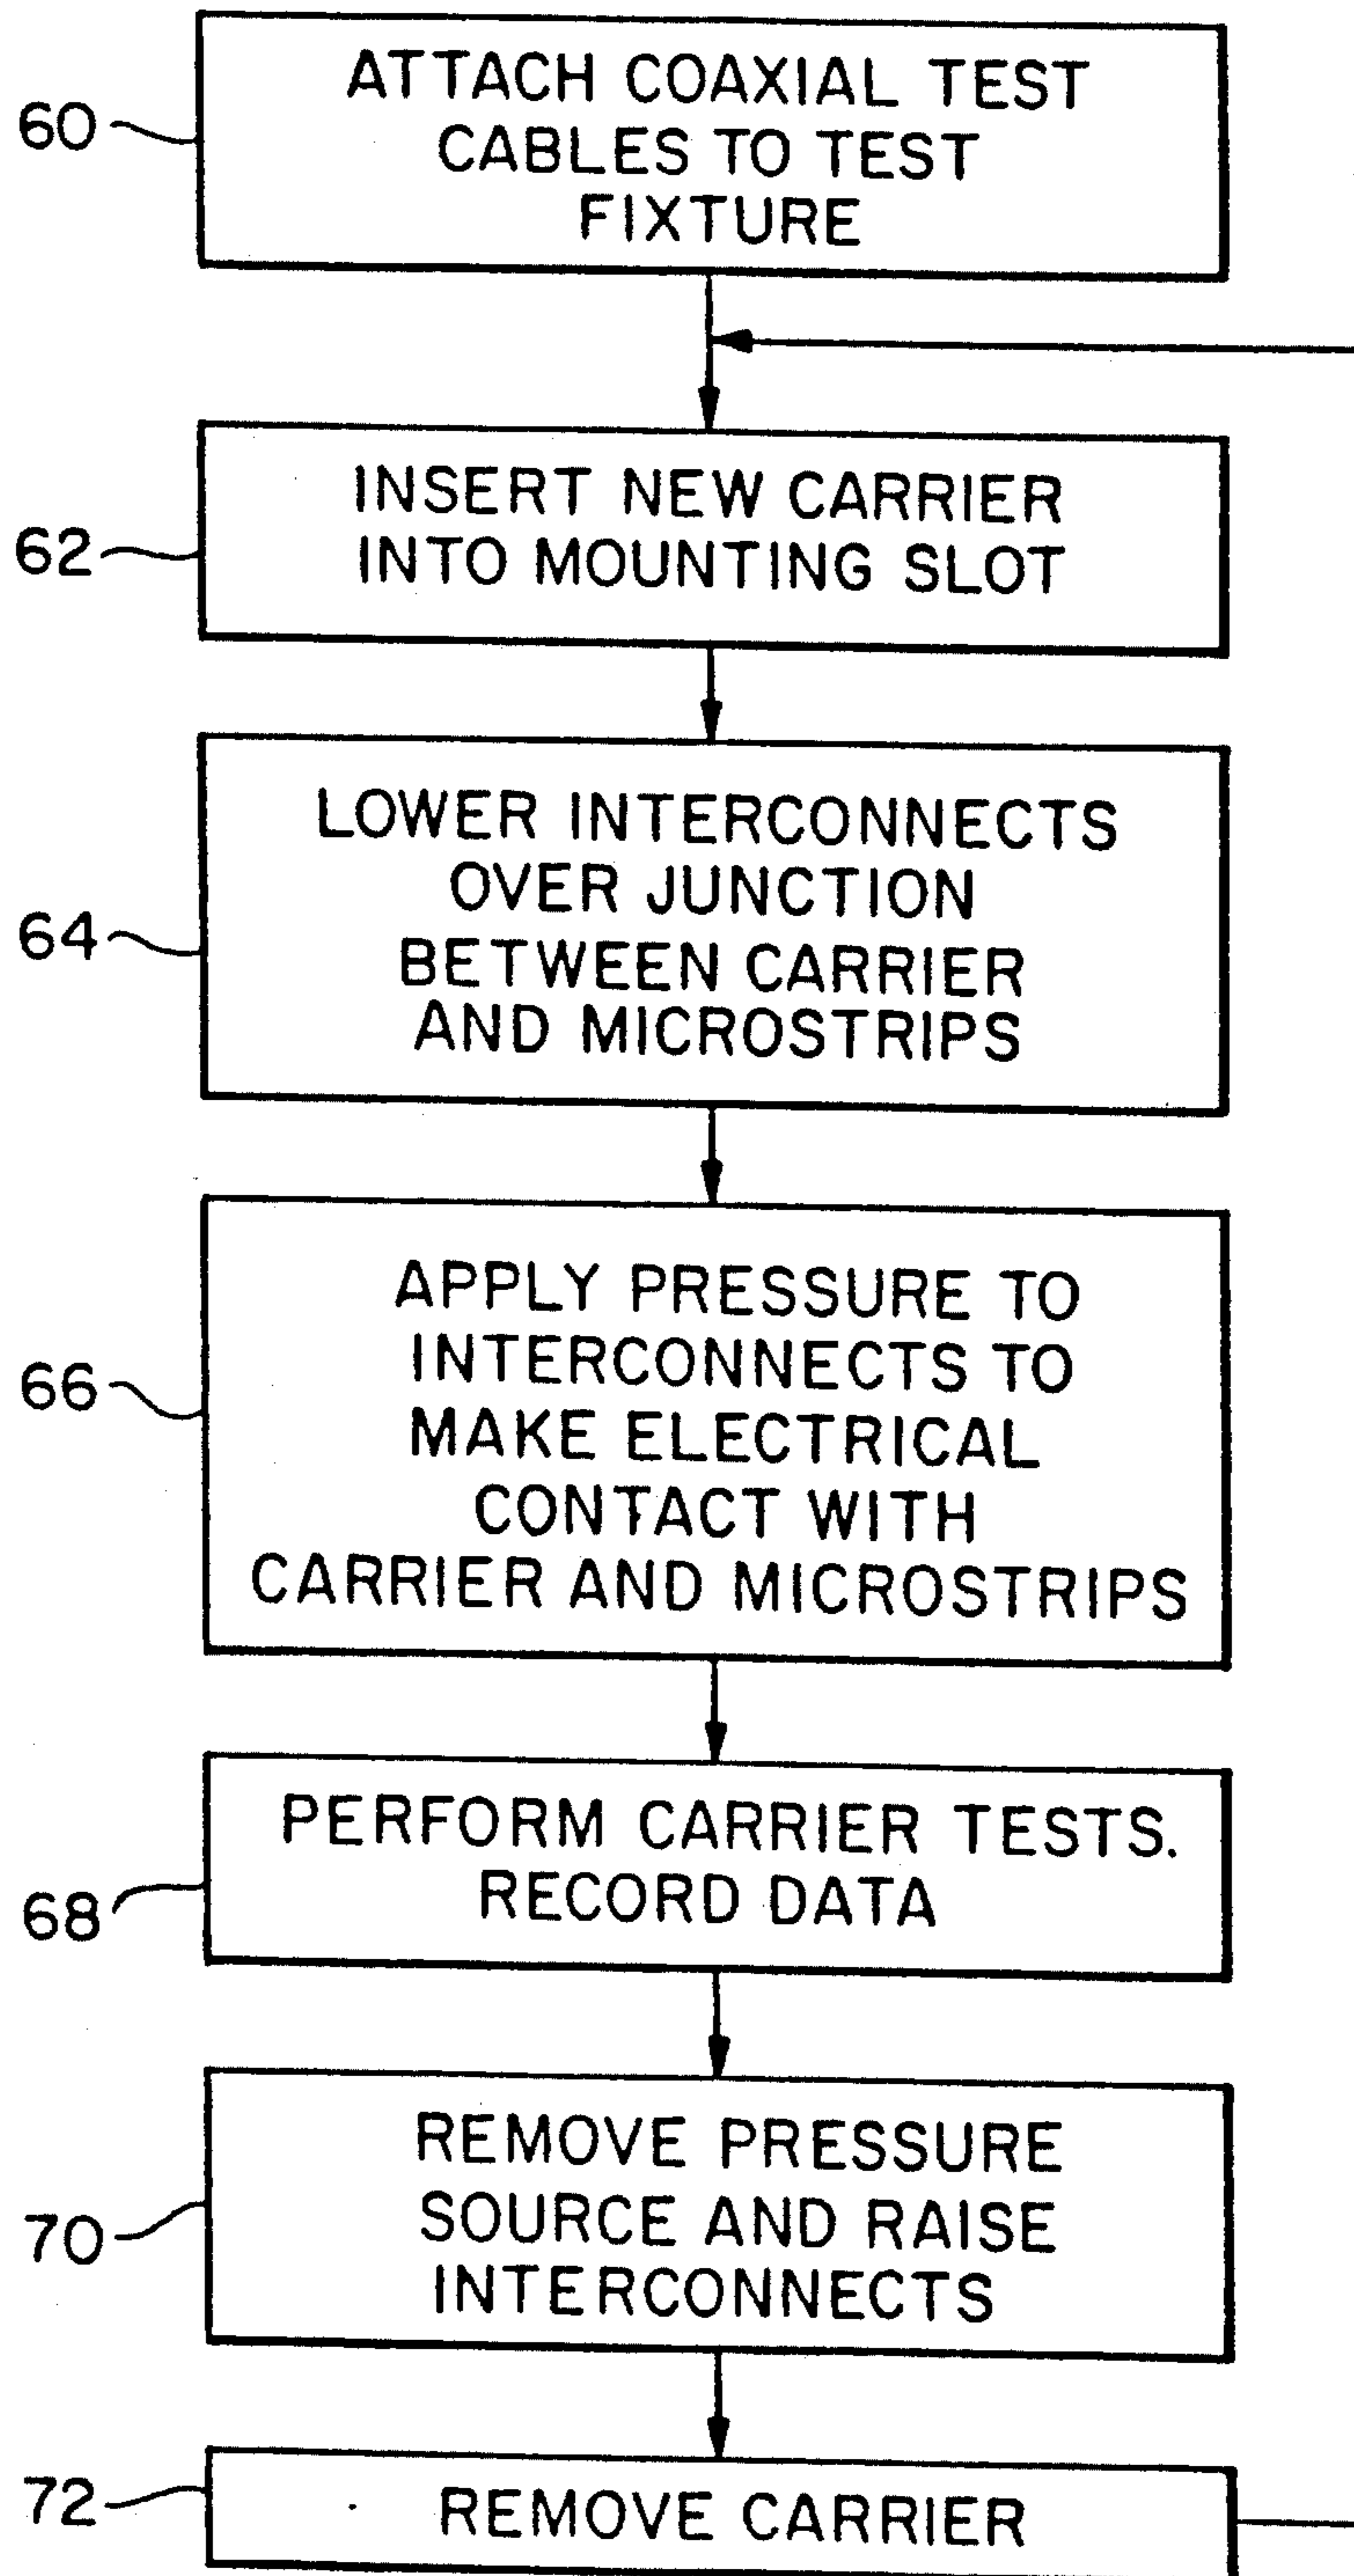 60
ATTACH COAXIAL TEST
CABLES TO TEST
FIXTURE
62
INSERT NEW CARRIER
INTO MOUNTING SLOT
64
LOWER INTERCONNECTS
OVER JUNCTION
BETWEEN CARRIER
AND MICROSTRIPS
66
APPLY PRESSURE TO
INTERCONNECTS TO
MAKE ELECTRICAL
CONTACT WITH
CARRIER AND MICROSTRIPS
68
PERFORM CARRIER TESTS.
RECORD DATA
70
REMOVE PRESSURE
SOURCE AND RAISE
INTERCONNECTS
72
REMOVE CARRIER